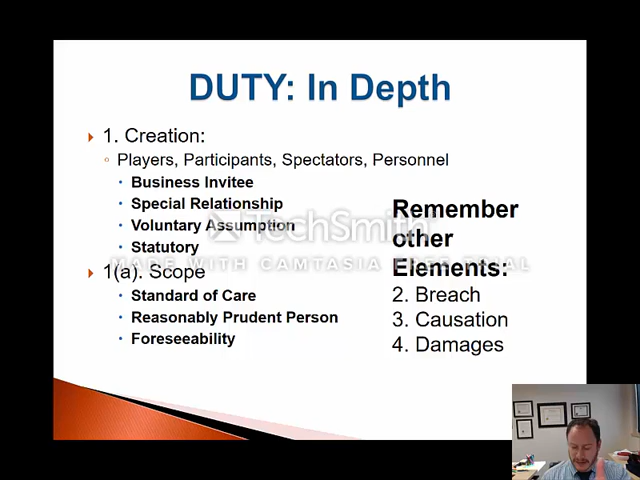 DUTY: In Depth
1. Creation:
Players, Participants, Spectators, Personnel
Business Invitee
Special Relationship
Voluntary Assumption
Statutory
1(a). Scope
Standard of Care
Reasonably Prudent Person
Foreseeability
Remember
other
Elements:
2. Breach
3. Causation
4. Damages
TechSmith
MADE WITH CAMTASIA FREE TRIAL